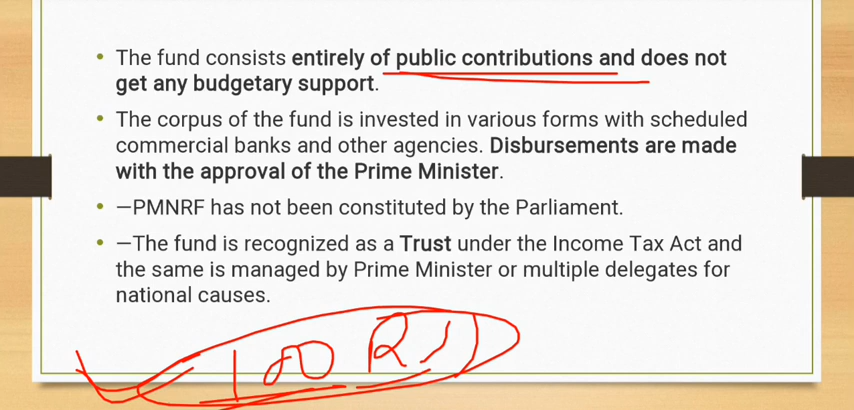 • The fund consists entirely of public contributions and does not
get any budgetary support.
• The corpus of the fund is invested in various forms with scheduled
commercial banks and other agencies. Disbursements are made
with the approval of the Prime Minister.
• —PMNRF has not been constituted by the Parliament.
• —The fund is recognized as a Trust under the Income Tax Act and
the same is managed by Prime Minister or multiple delegates for
national causes.
100